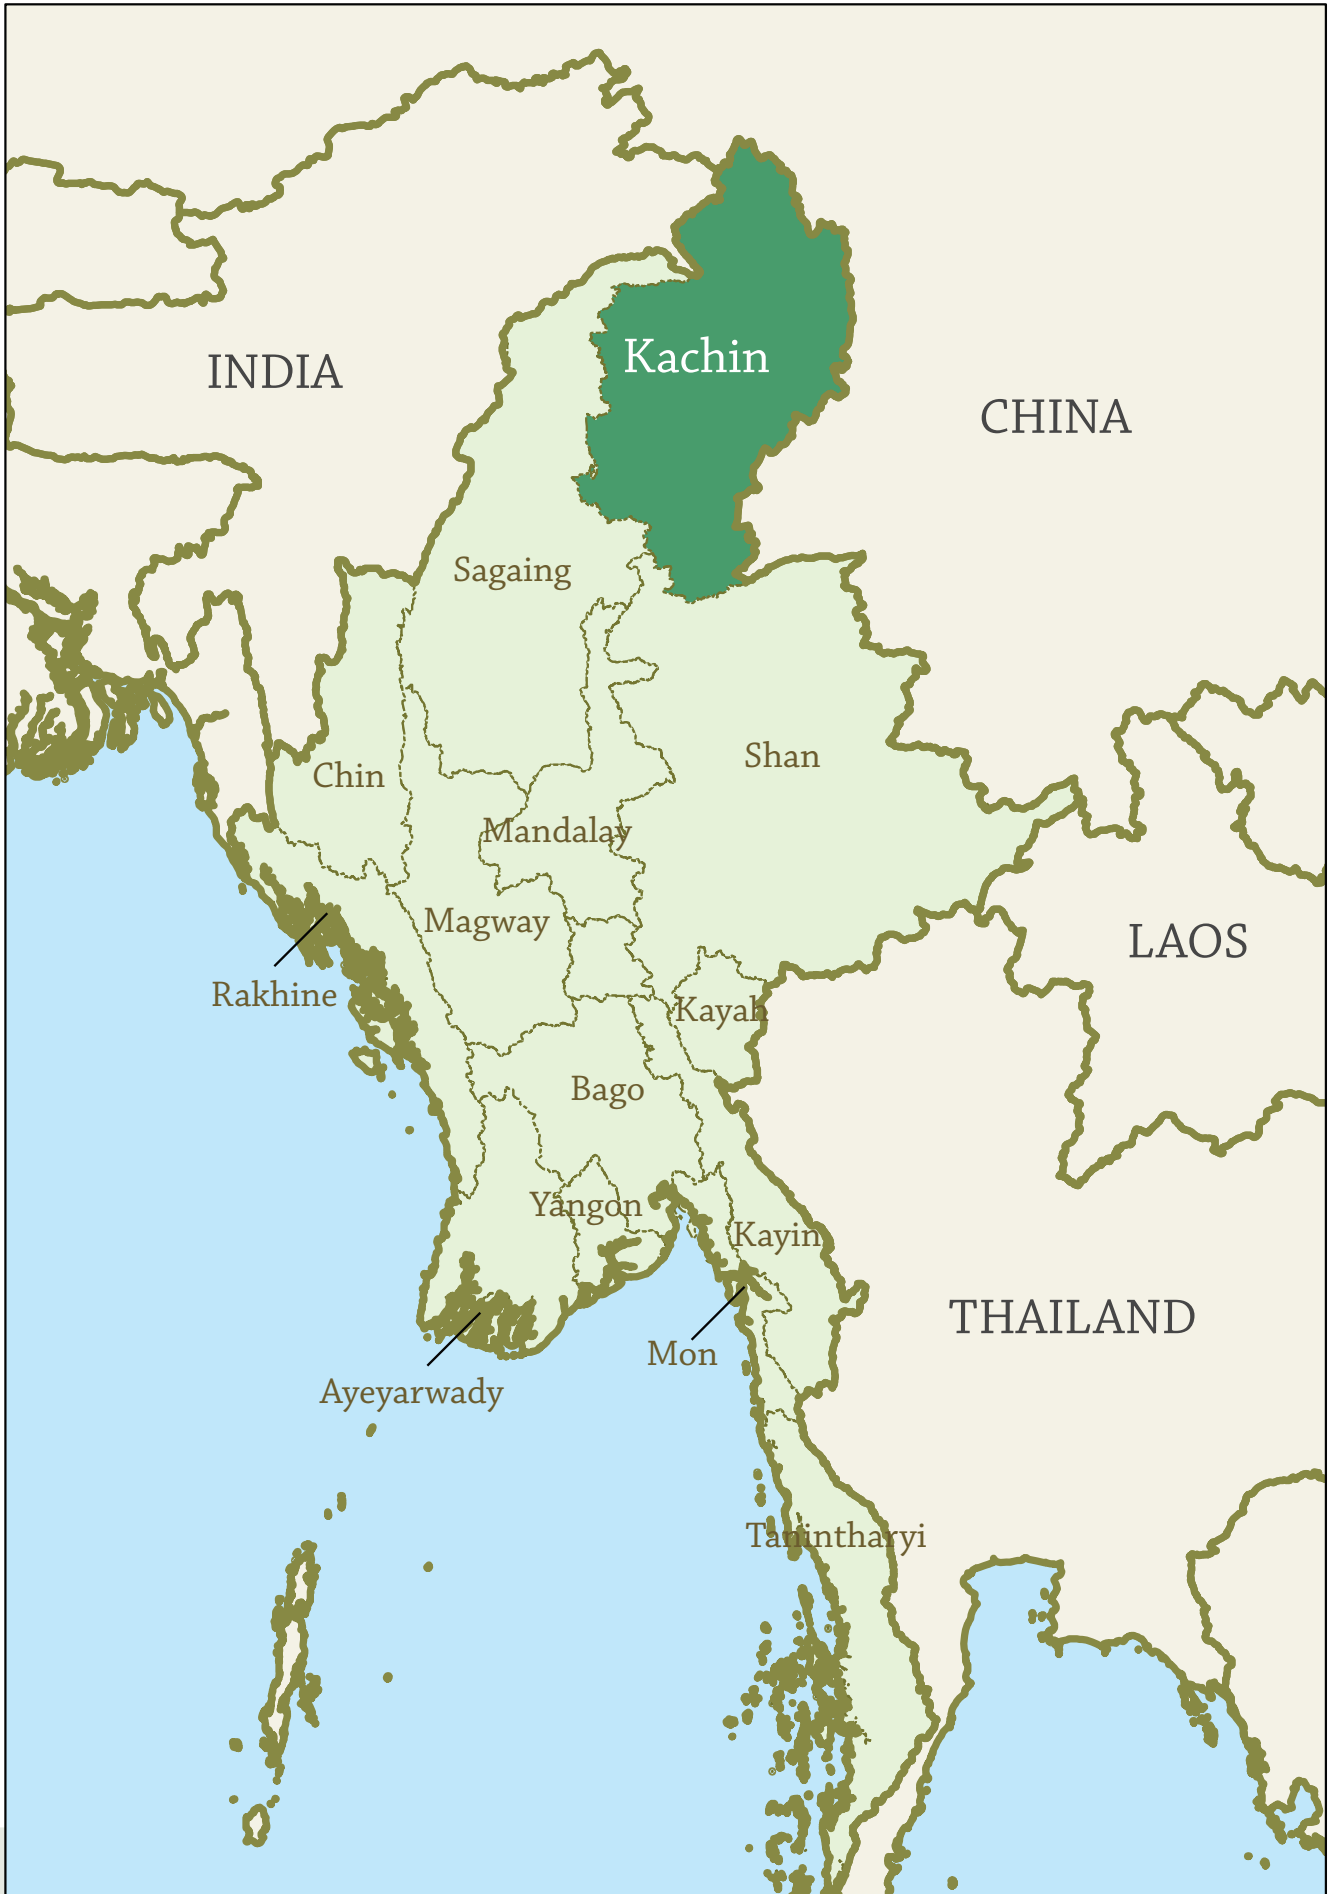 Kachin
INDIA
CHINA
Sagaing
Shan
Chin
Mandalay
Magway
LAOS
Rakhine
Kayah
Bago
Yangon
Kayin
THAILAND
Mon
Ayeyarwady
Tanintharyi